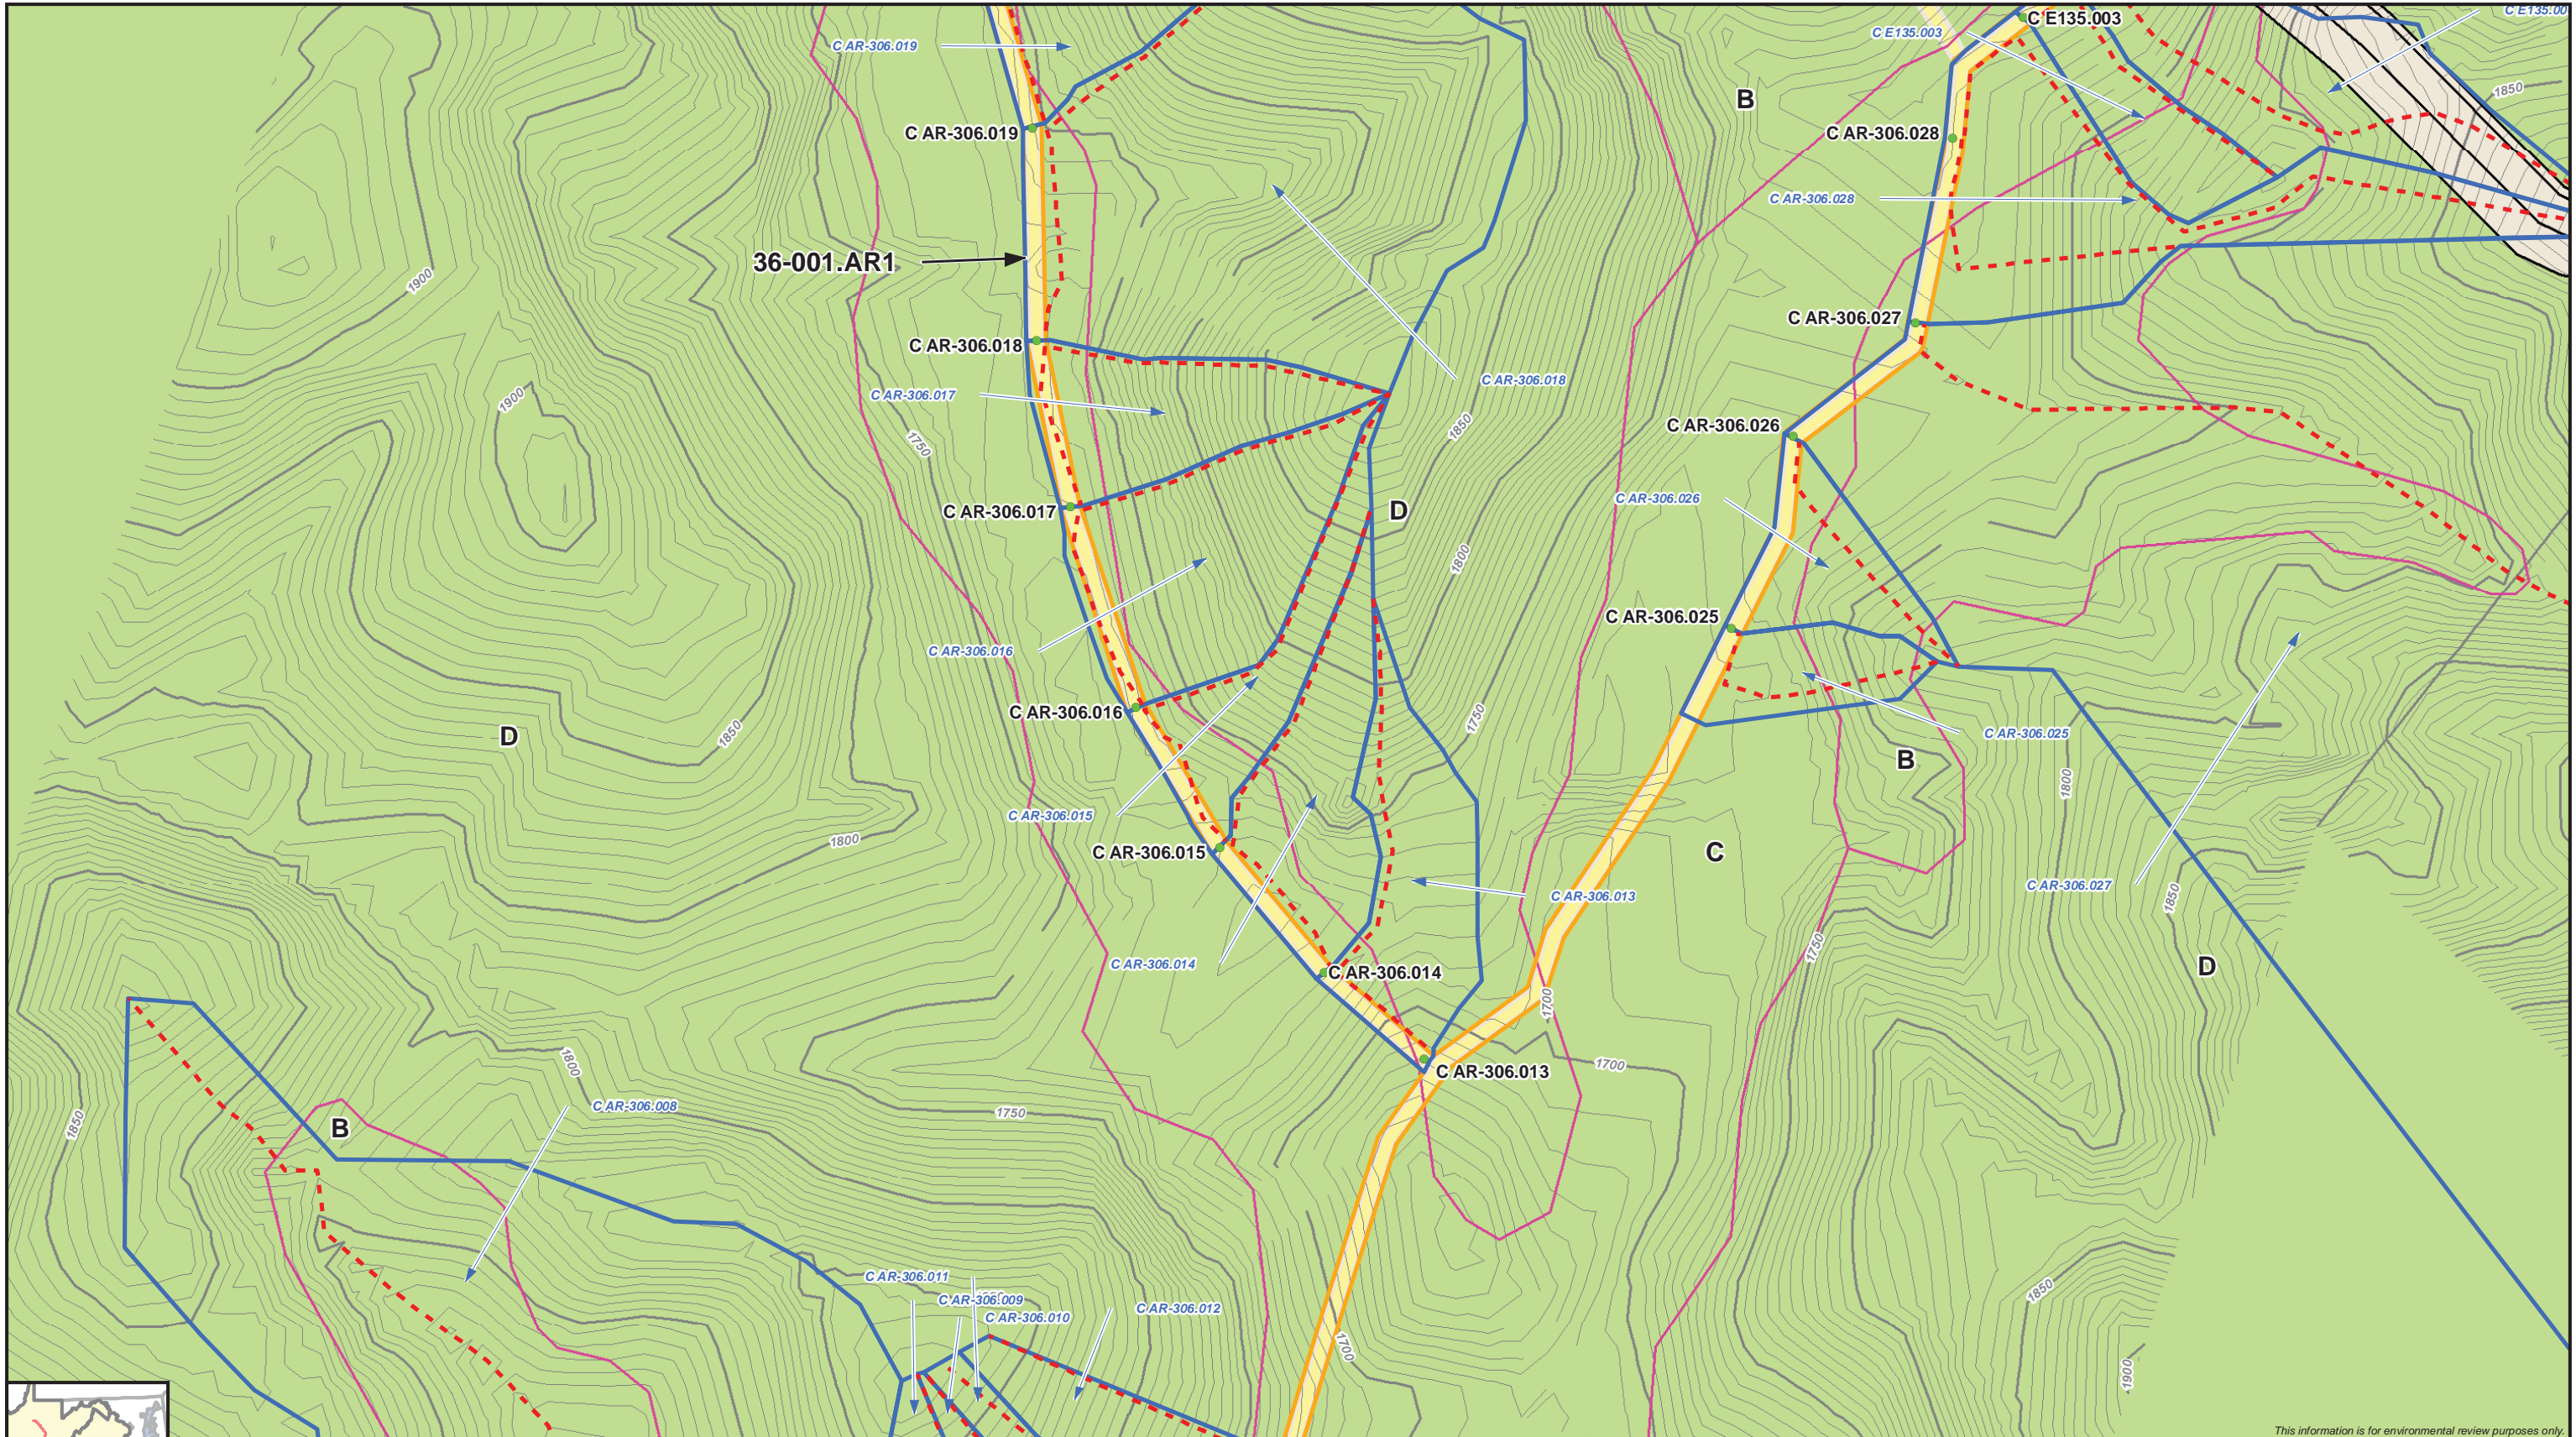 C AR-306.019
C E135.003
C E135.003
C E135.00
B
1850
C AR-306.019
C AR-306.028
C AR-306.028
36-001.AR1
1900
C AR-306.027
C AR-306.018
C AR-306.018
C AR-306.017
1900
1850
C AR-306.026
1750
C AR-306.026
C AR-306.017
D
1800
C AR-306.025
C AR-306.016
C AR-306.016
1750
D
1850
C AR-306.025
B
1800
C AR-306.015
1800
C AR-306.015
C
C AR-306.027
1850
C AR-306.013
C AR-306.014
1750
D
C AR-306.014
1700
1700
C AR-306.013
1800
C AR-306.008
1750
1850
B
C AR-306.011
C AR-306.009
C AR-306.010
C AR-306.012
1850
1700
1900
This information is for environmental review purposes only.